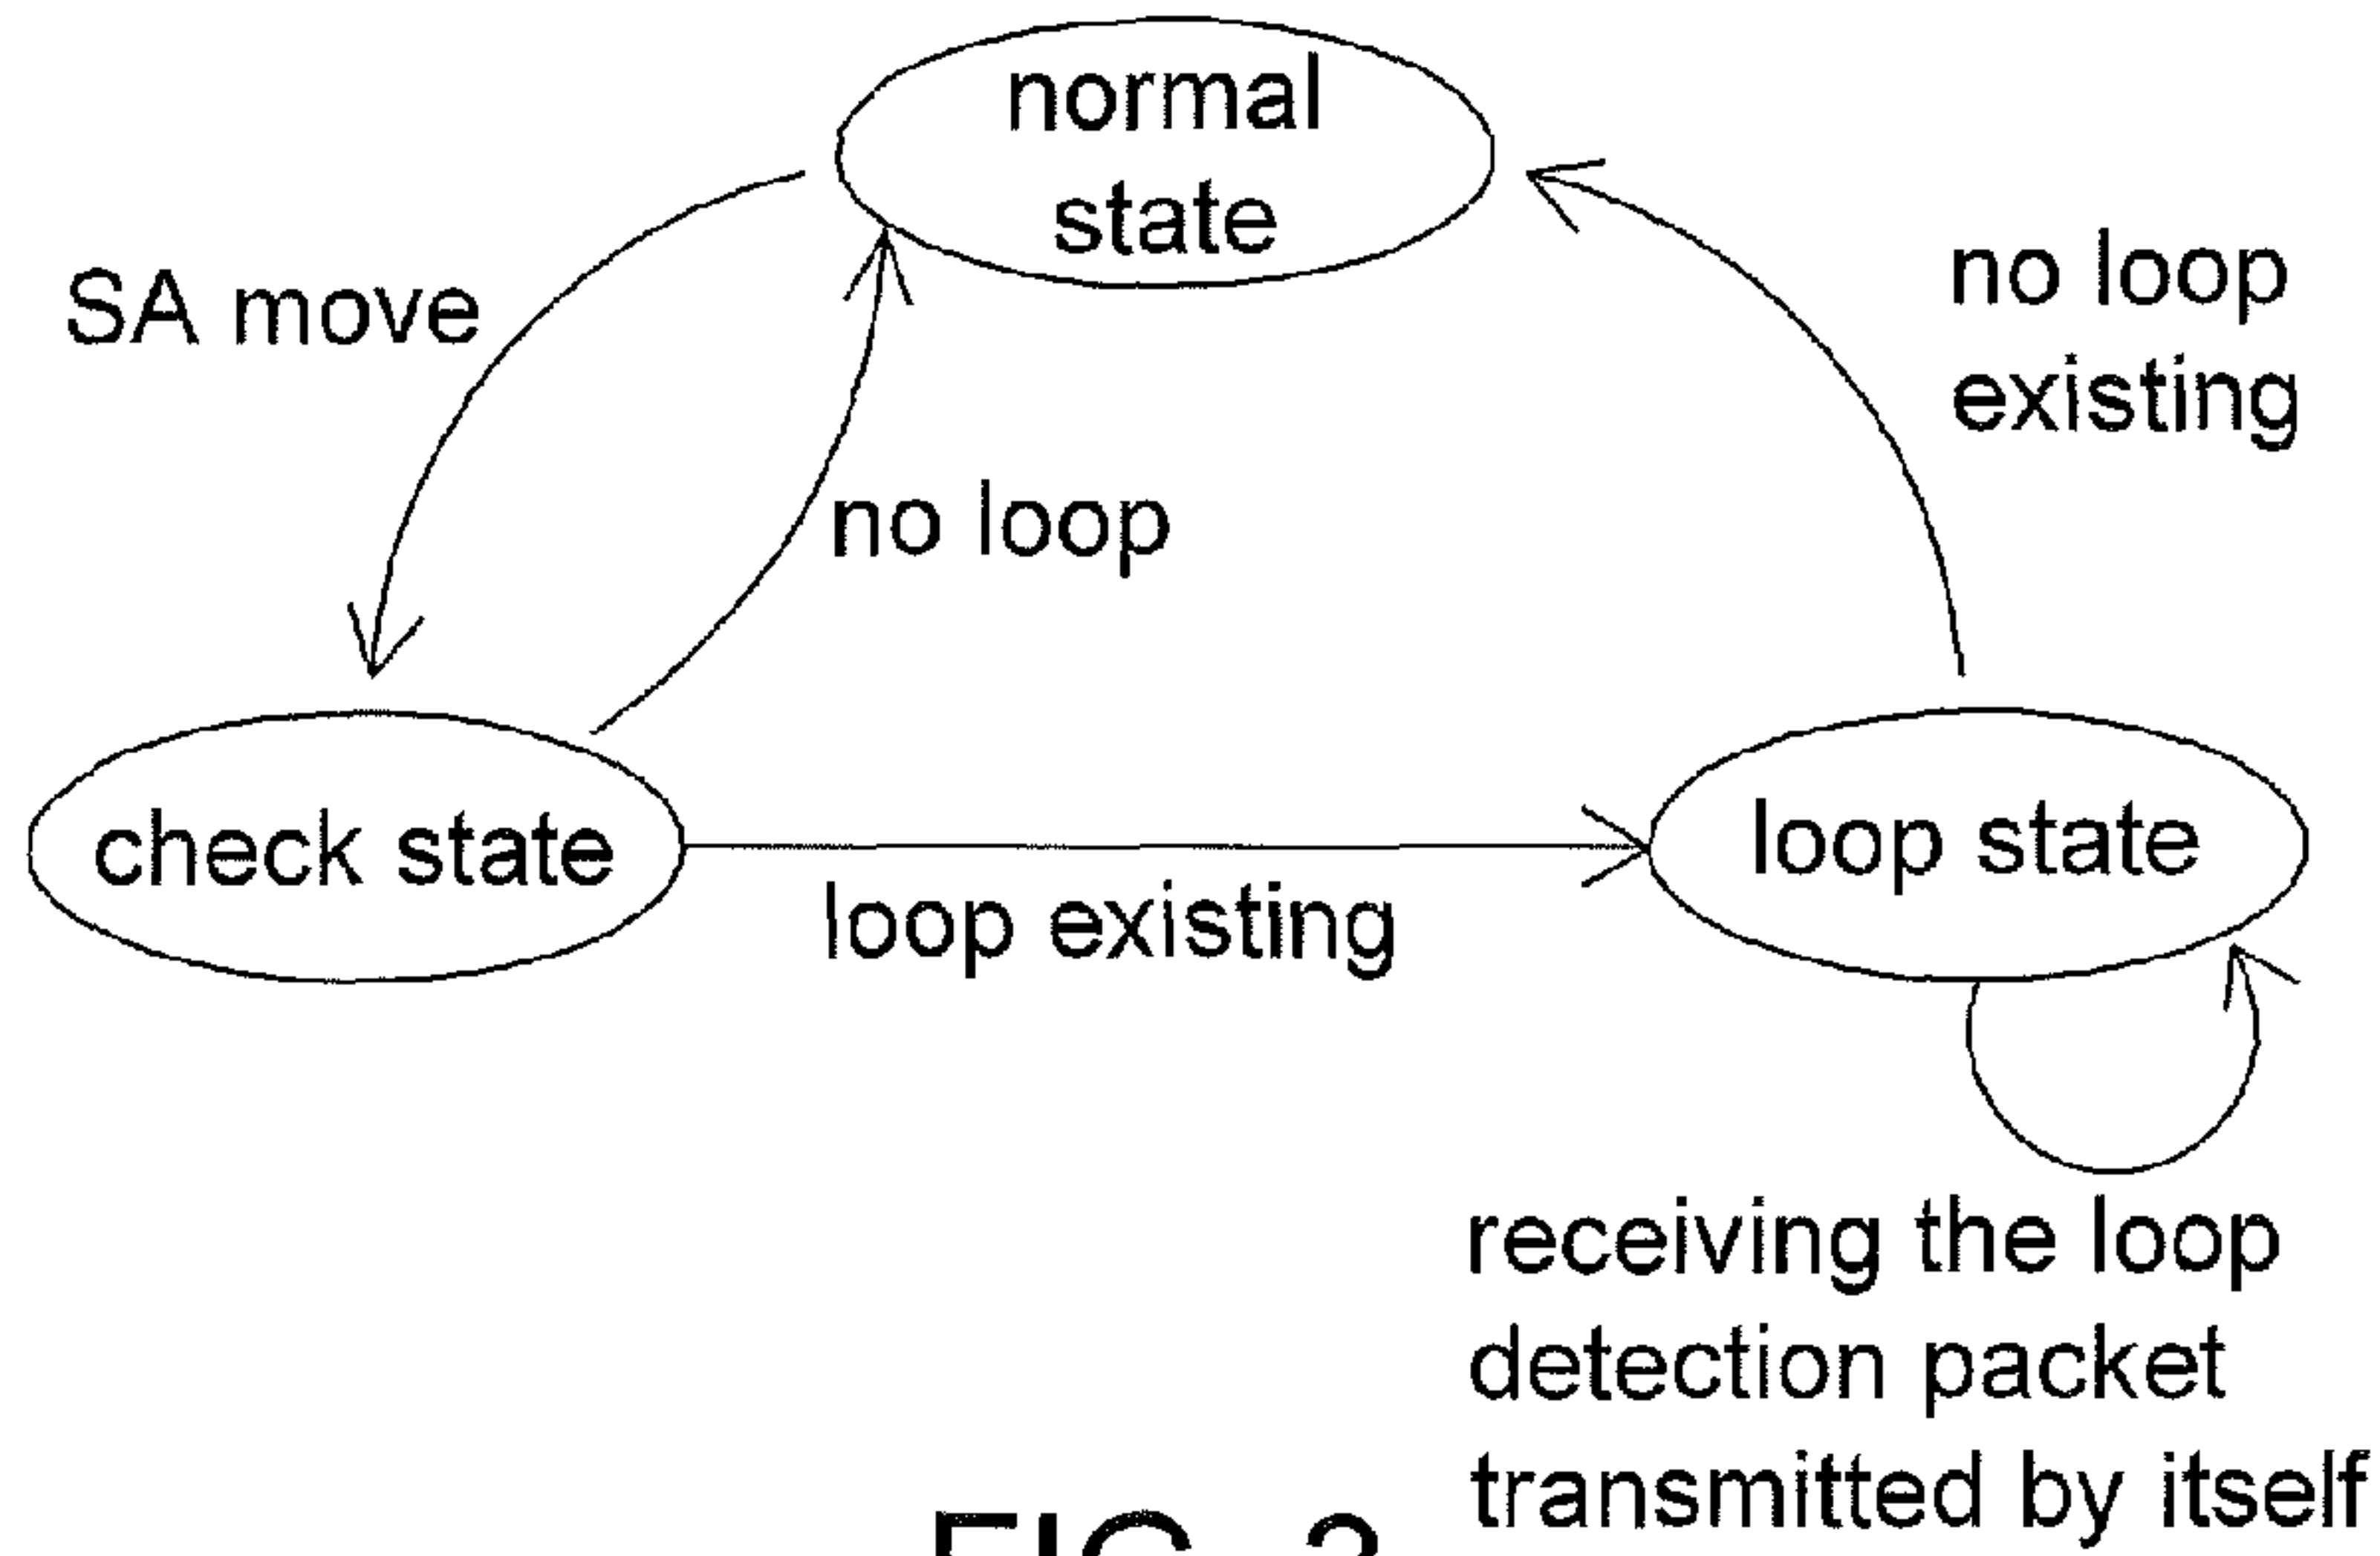 normal
state
SA move
no loop
existing
no loop
check state
loop state
loop existing
receiving the loop
detection packet
transmitted by itself